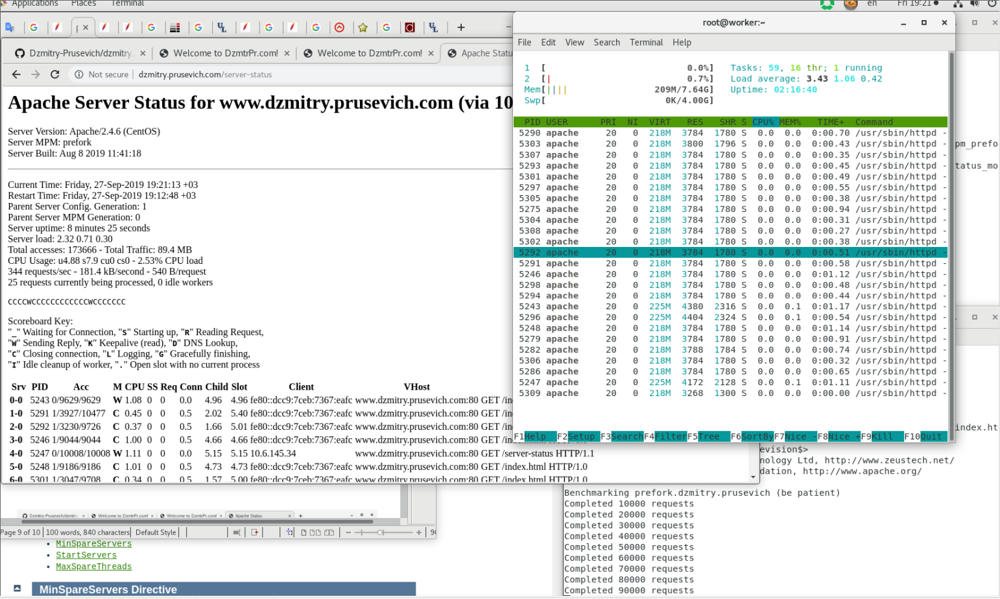 Applications Places Terminal
en Fri 19:21
Dzmitry-Prusevich/dzmitry. × Welcome to DzmtrPr.com! × Welcome to DzmtrPr.com! × Apache Statu
Not secure | dzmitry.prusevich.com/server-status
Apache Server Status for www.dzmitry.prusevich.com (via 10
Server Version: Apache/2.4.6 (CentOS)
Server MPM: prefork
Server Built: Aug 8 2019 11:41:18
Current Time: Friday, 27-Sep-2019 19:21:13 +03
Restart Time: Friday, 27-Sep-2019 19:12:48 +03
Parent Server Config. Generation: 1
Parent Server MPM Generation: 0
Server uptime: 8 minutes 25 seconds
Server load: 2.32 0.71 0.30
Total accesses: 173666 - Total Traffic: 89.4 MB
CPU Usage: u4.88 s7.9 cu0 cs0 - 2.53% CPU load
344 requests/sec - 181.4 kB/second - 540 B/request
25 requests currently being processed, 0 idle workers
CCCCWCCCCCCCCCCCCWCCCCCCC
Scoreboard Key:
"_" Waiting for Connection, "S" Starting up, "R" Reading Request,
"W" Sending Reply, "K" Keepalive (read), "D" DNS Lookup,
"C" Closing connection, "L" Logging, "G" Gracefully finishing,
"I" Idle cleanup of worker, "." Open slot with no current process
Srv PID Acc M CPU SS Req Conn Child Slot Client VHost
0-0 5243 0/9629/9629 W 1.08 0 0 0.0 4.96 4.96 fe80::dcc9:7ceb:7367:eafc www.dzmitry.prusevich.com:80 GET /in
1-0 5291 1/3927/10477 C 0.45 0 0 0.5 2.02 5.40 fe80::dcc9:7ceb:7367:eafc www.dzmitry.prusevich.com:80 GET /in
2-0 5292 1/3230/9726 C 0.37 0 0 0.5 1.66 5.01 fe80::dcc9:7ceb:7367:eafc www.dzmitry.prusevich.com:80 GET /in
3-0 5246 1/9044/9044 C 1.00 0 0 0.5 4.66 4.66 fe80::dcc9:7ceb:7367:eafc www.dzmitry.prusevich.com:80 GET /index.html HTTP/1.0
4-0 5247 0/10008/10008 W 1.11 0 0 0.0 5.15 5.15 10.6.145.34 www.dzmitry.prusevich.com:80 GET /server-status HTTP/1.1
5-0 5248 1/9186/9186 C 1.01 0 0 0.5 4.73 4.73 fe80::dcc9:7ceb:7367:eafc www.dzmitry.prusevich.com:80 GET /index.html HTTP/1.0
6-0 5301 1/3047/9708 C 0.34 0 0 0.5 1.57 5.00 fe80::dcc9:7ceb:7367:eafc www.dzmitry.prusevich.com:80 GET /index.html HTTP/1.0
root@worker:~
File Edit View Search Terminal Help
1 [ 0.0%] Tasks: 59, 16 thr; 1 running
2 [| 0.7%] Load average: 3.43 1.06 0.42
Mem[|||| 209M/7.64G] Uptime: 02:16:40
Swp[ 0K/4.00G]
PID USER PRI NI VIRT RES SHR S CPU% MEM% TIME+ Command
5290 apache 20 0 218M 3784 1780 S 0.0 0.0 0:00.70 /usr/sbin/httpd -
5303 apache 20 0 218M 3800 1796 S 0.0 0.0 0:00.43 /usr/sbin/httpd -
5307 apache 20 0 218M 3784 1780 S 0.0 0.0 0:00.35 /usr/sbin/httpd -
5293 apache 20 0 218M 3784 1780 S 0.0 0.0 0:00.45 /usr/sbin/httpd -
5301 apache 20 0 218M 3784 1780 S 0.0 0.0 0:00.49 /usr/sbin/httpd -
5297 apache 20 0 218M 3784 1780 S 0.0 0.0 0:00.55 /usr/sbin/httpd -
5305 apache 20 0 218M 3784 1780 S 0.0 0.0 0:00.38 /usr/sbin/httpd -
5275 apache 20 0 218M 3784 1780 S 0.0 0.0 0:00.94 /usr/sbin/httpd -
5304 apache 20 0 218M 3784 1780 S 0.0 0.0 0:00.31 /usr/sbin/httpd -
5308 apache 20 0 218M 3784 1780 S 0.0 0.0 0:00.27 /usr/sbin/httpd -
5302 apache 20 0 218M 3784 1780 S 0.0 0.0 0:00.38 /usr/sbin/httpd -
5292 apache 20 0 218M 3784 1780 S 0.0 0.0 0:00.51 /usr/sbin/httpd -
5291 apache 20 0 218M 3784 1780 S 0.0 0.0 0:00.58 /usr/sbin/httpd -
5246 apache 20 0 218M 3784 1780 S 0.0 0.0 0:01.12 /usr/sbin/httpd -
5298 apache 20 0 218M 3784 1780 S 0.0 0.0 0:00.48 /usr/sbin/httpd -
5294 apache 20 0 218M 3784 1780 S 0.0 0.0 0:00.44 /usr/sbin/httpd -
5243 apache 20 0 225M 4380 2316 S 0.0 0.1 0:01.17 /usr/sbin/httpd -
5296 apache 20 0 225M 4404 2324 S 0.0 0.1 0:00.54 /usr/sbin/httpd -
5248 apache 20 0 218M 3784 1780 S 0.0 0.0 0:01.14 /usr/sbin/httpd -
5279 apache 20 0 218M 3784 1780 S 0.0 0.0 0:00.91 /usr/sbin/httpd -
5282 apache 20 0 218M 3788 1784 S 0.0 0.0 0:00.74 /usr/sbin/httpd -
5306 apache 20 0 218M 3784 1780 S 0.0 0.0 0:00.32 /usr/sbin/httpd -
5286 apache 20 0 218M 3784 1780 S 0.0 0.0 0:00.65 /usr/sbin/httpd -
5247 apache 20 0 225M 4172 2128 S 0.0 0.1 0:01.11 /usr/sbin/httpd -
5309 apache 20 0 218M 3268 1300 S 0.0 0.0 0:00.00 /usr/sbin/httpd -
F1Help F2Setup F3SearchF4FilterF5Tree F6SortByF7Nice -F8Nice +F9Kill F10Quit
pm_prefo
tatus_mo
index.ht
evision$>
nology Ltd, http://www.zeustech.net/
dation, http://www.apache.org/
Benchmarking prefork.dzmitry.prusevich (be patient)
Completed 10000 requests
Completed 20000 requests
Completed 30000 requests
Completed 40000 requests
Completed 50000 requests
Completed 60000 requests
Completed 70000 requests
Completed 80000 requests
Completed 90000 requests
Dzmitry-Prusevich/dzmitry × Welcome to DzmtrPr.com! × Welcome to DzmtrPr.com! × Apache Status ×
Page 9 of 10 100 words, 840 characters Default Style
MinSpareServers
StartServers
MaxSpareThreads
MinSpareServers Directive